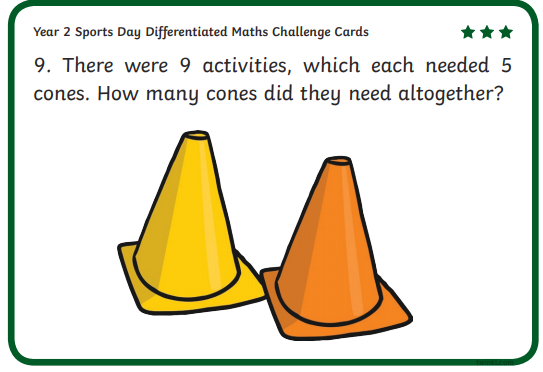 Year 2 Sports Day Differentiated Maths Challenge Cards
9. There were 9 activities, which each needed 5
cones. How many cones did they need altogether?